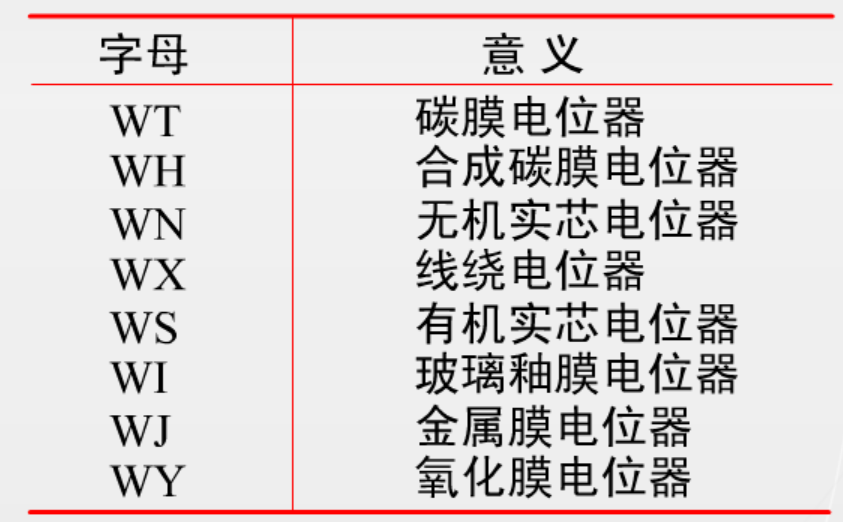 字母 意 义
WT 碳膜电位器
WH 合成碳膜电位器
WN 无机实芯电位器
WX 线绕电位器
WS 有机实芯电位器
WI 玻璃釉膜电位器
WJ 金属膜电位器
WY 氧化膜电位器